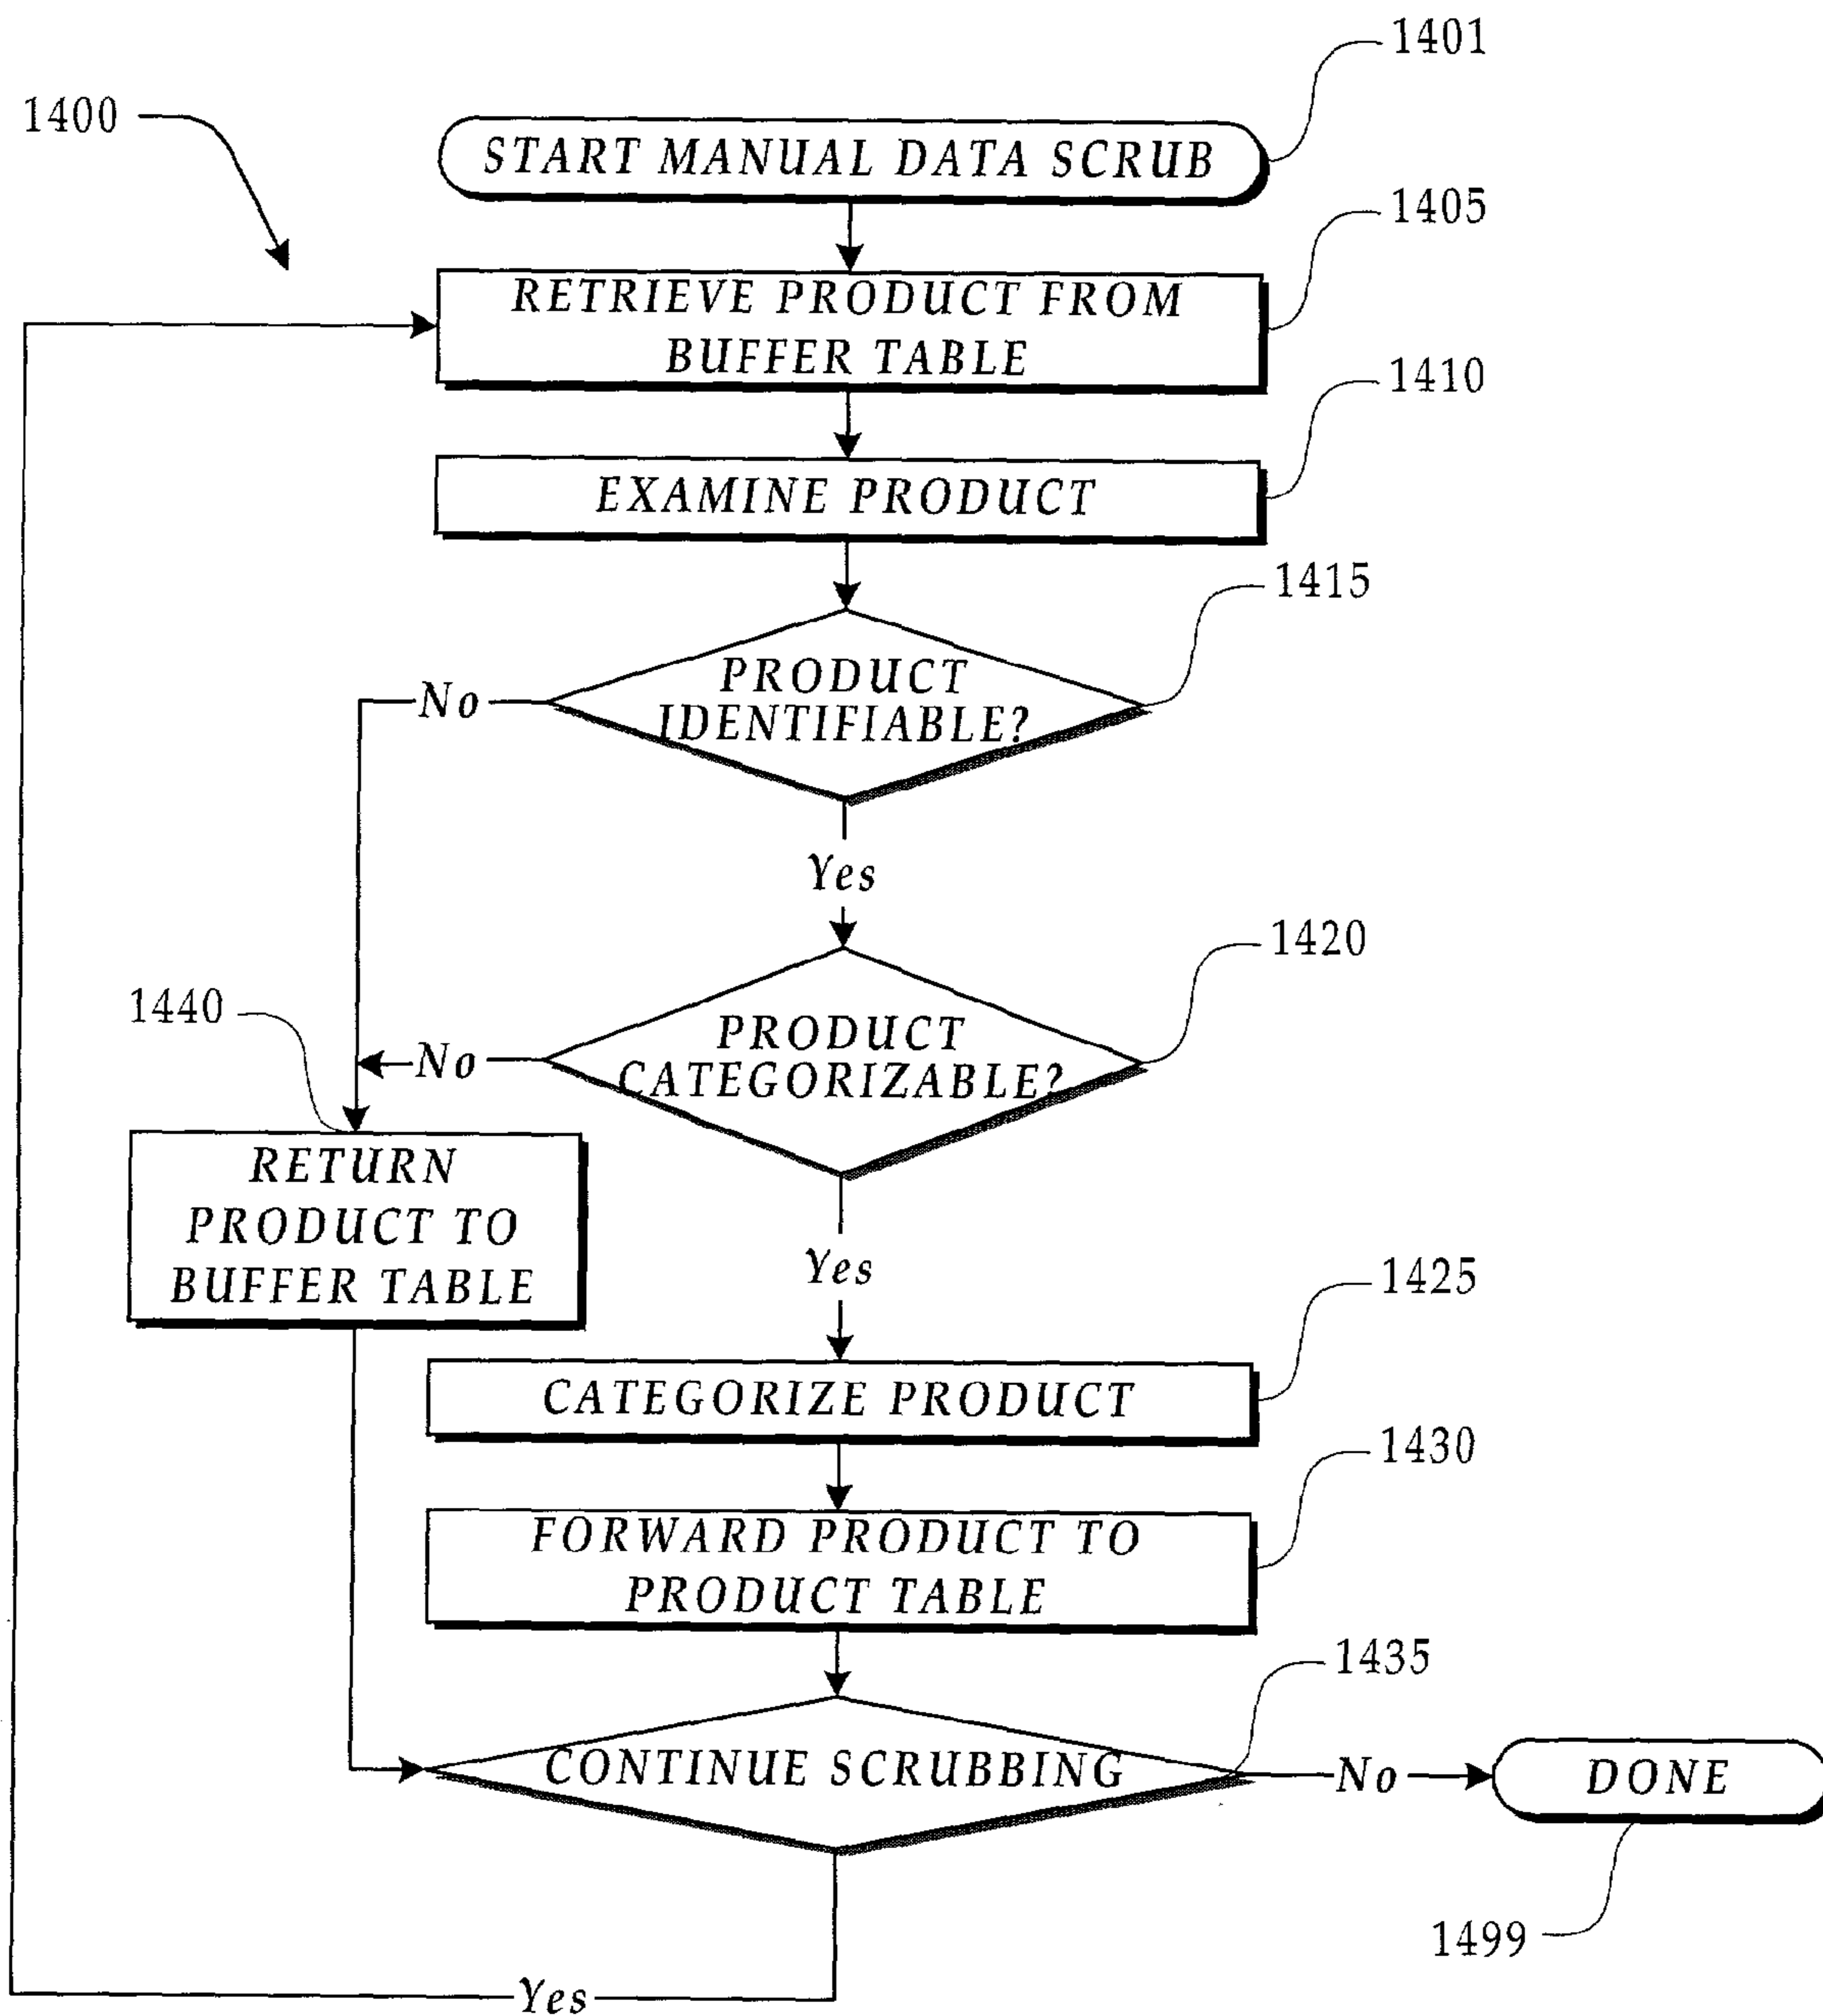 1401
1400
START MANUAL DATA SCRUB
1405
RETRIEVE PRODUCT FROM
BUFFER TABLE
1410
EXAMINE PRODUCT
1415
PRODUCT
IDENTIFIABLE?
No
Yes
1420
1440
PRODUCT
CATEGORIZABLE?
No
RETURN
PRODUCT TO
BUFFER TABLE
Yes
1425
CATEGORIZE PRODUCT
1430
FORWARD PRODUCT TO
PRODUCT TABLE
1435
CONTINUE SCRUBBING
No
DONE
1499
Yes